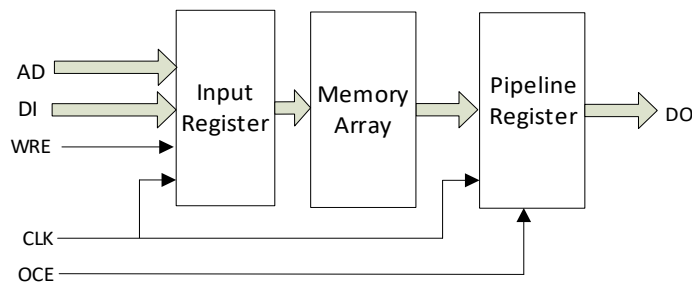 AD
DI
WRE
CLK
OCE
Input
Register
Memory
Array
Pipeline
Register
DO